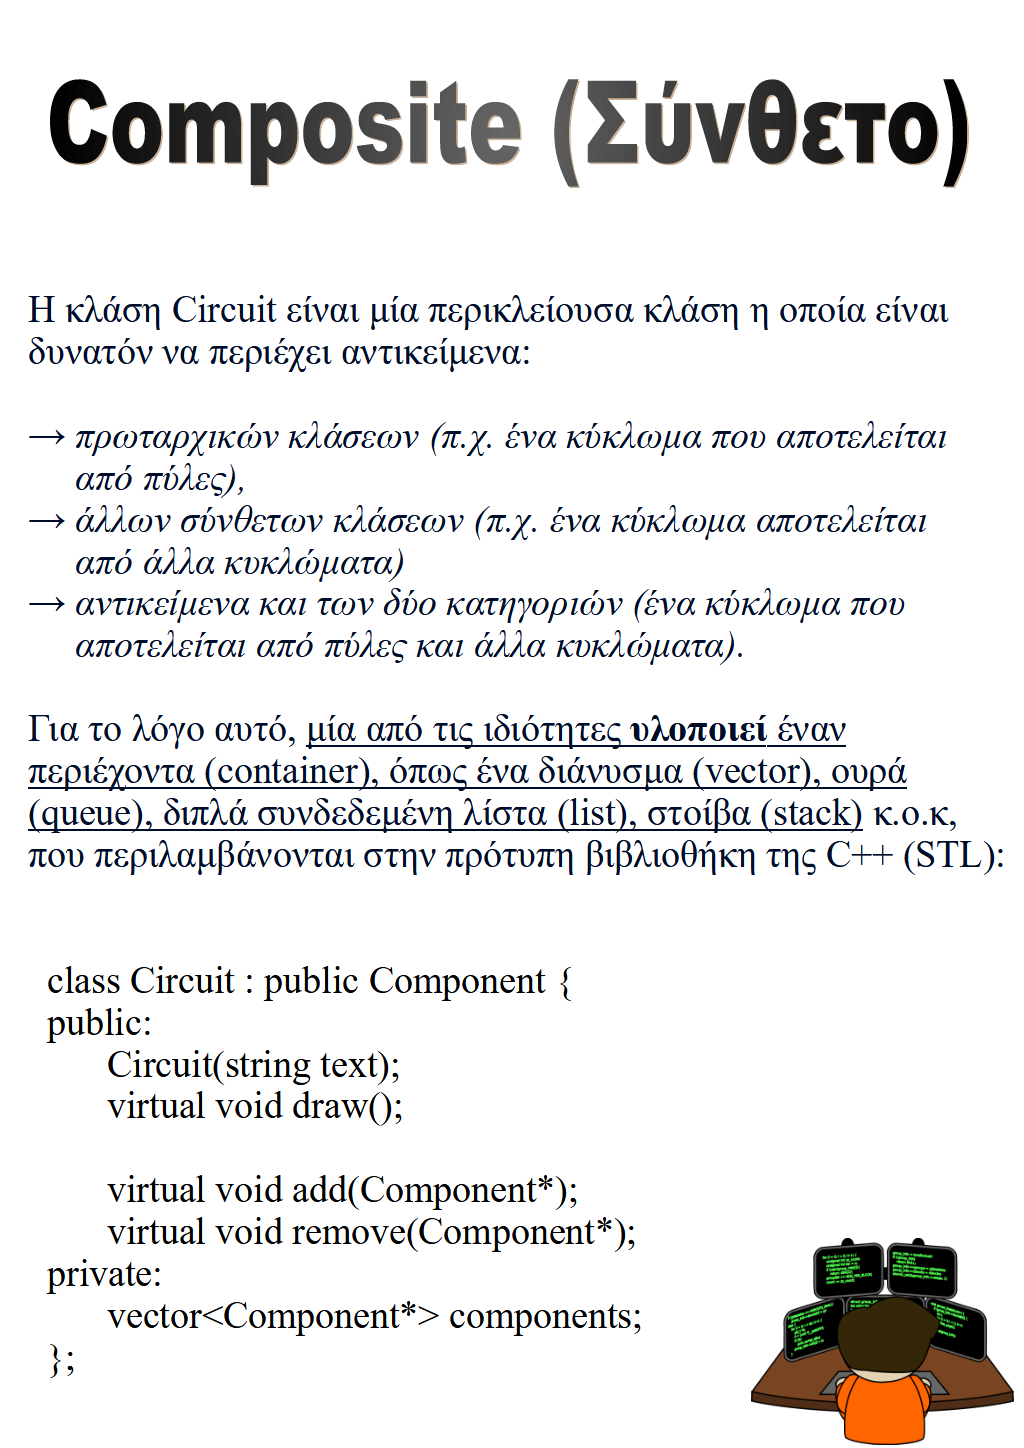 Composite (Σύνθετο)
Η κλάση Circuit είναι μία περικλείουσα κλάση η οποία είναι
δυνατόν να περιέχει αντικείμενα:
→ πρωταρχικών κλάσεων (π.χ. ένα κύκλωμα που αποτελείται
από πύλες),
→ άλλων σύνθετων κλάσεων (π.χ. ένα κύκλωμα αποτελείται
από άλλα κυκλώματα)
→ αντικείμενα και των δύο κατηγοριών (ένα κύκλωμα που
αποτελείται από πύλες και άλλα κυκλώματα).
Για το λόγο αυτό, μία από τις ιδιότητες υλοποιεί έναν
περιέχοντα (container), όπως ένα διάνυσμα (vector), ουρά
(queue), διπλά συνδεδεμένη λίστα (list), στοίβα (stack) κ.ο.κ,
που περιλαμβάνονται στην πρότυπη βιβλιοθήκη της C++ (STL):
class Circuit : public Component {
public:
Circuit(string text);
virtual void draw();
virtual void add(Component*);
virtual void remove(Component*);
private:
vector<Component*> components;
};